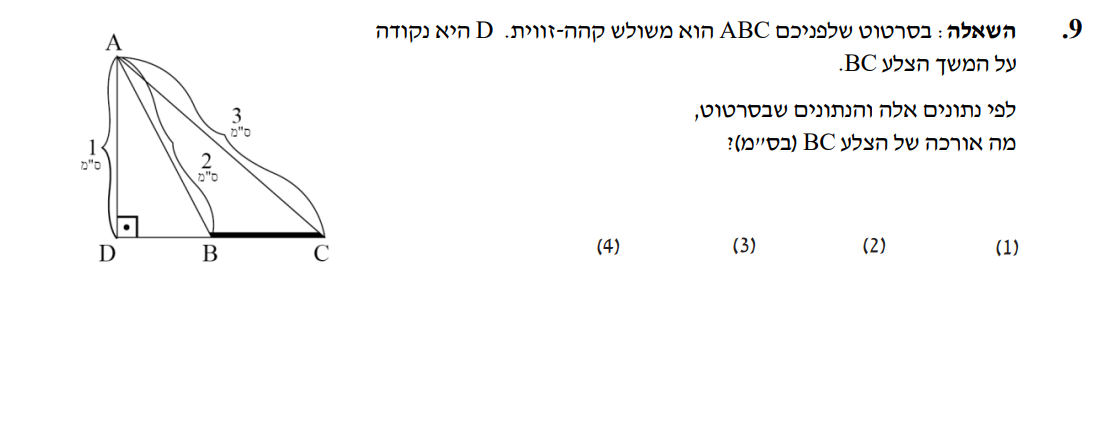 9. השאלה: בסרטוט שלפניכם ABC הוא משולש קהה-זווית. D היא נקודה
על המשך הצלע BC.
לפי נתונים אלה והנתונים שבסרטוט,
מה אורכה של הצלע BC (בס״מ)?
(1) (2) (3) (4)
A
3
ס"מ
1
ס"מ
2
ס"מ
D B C